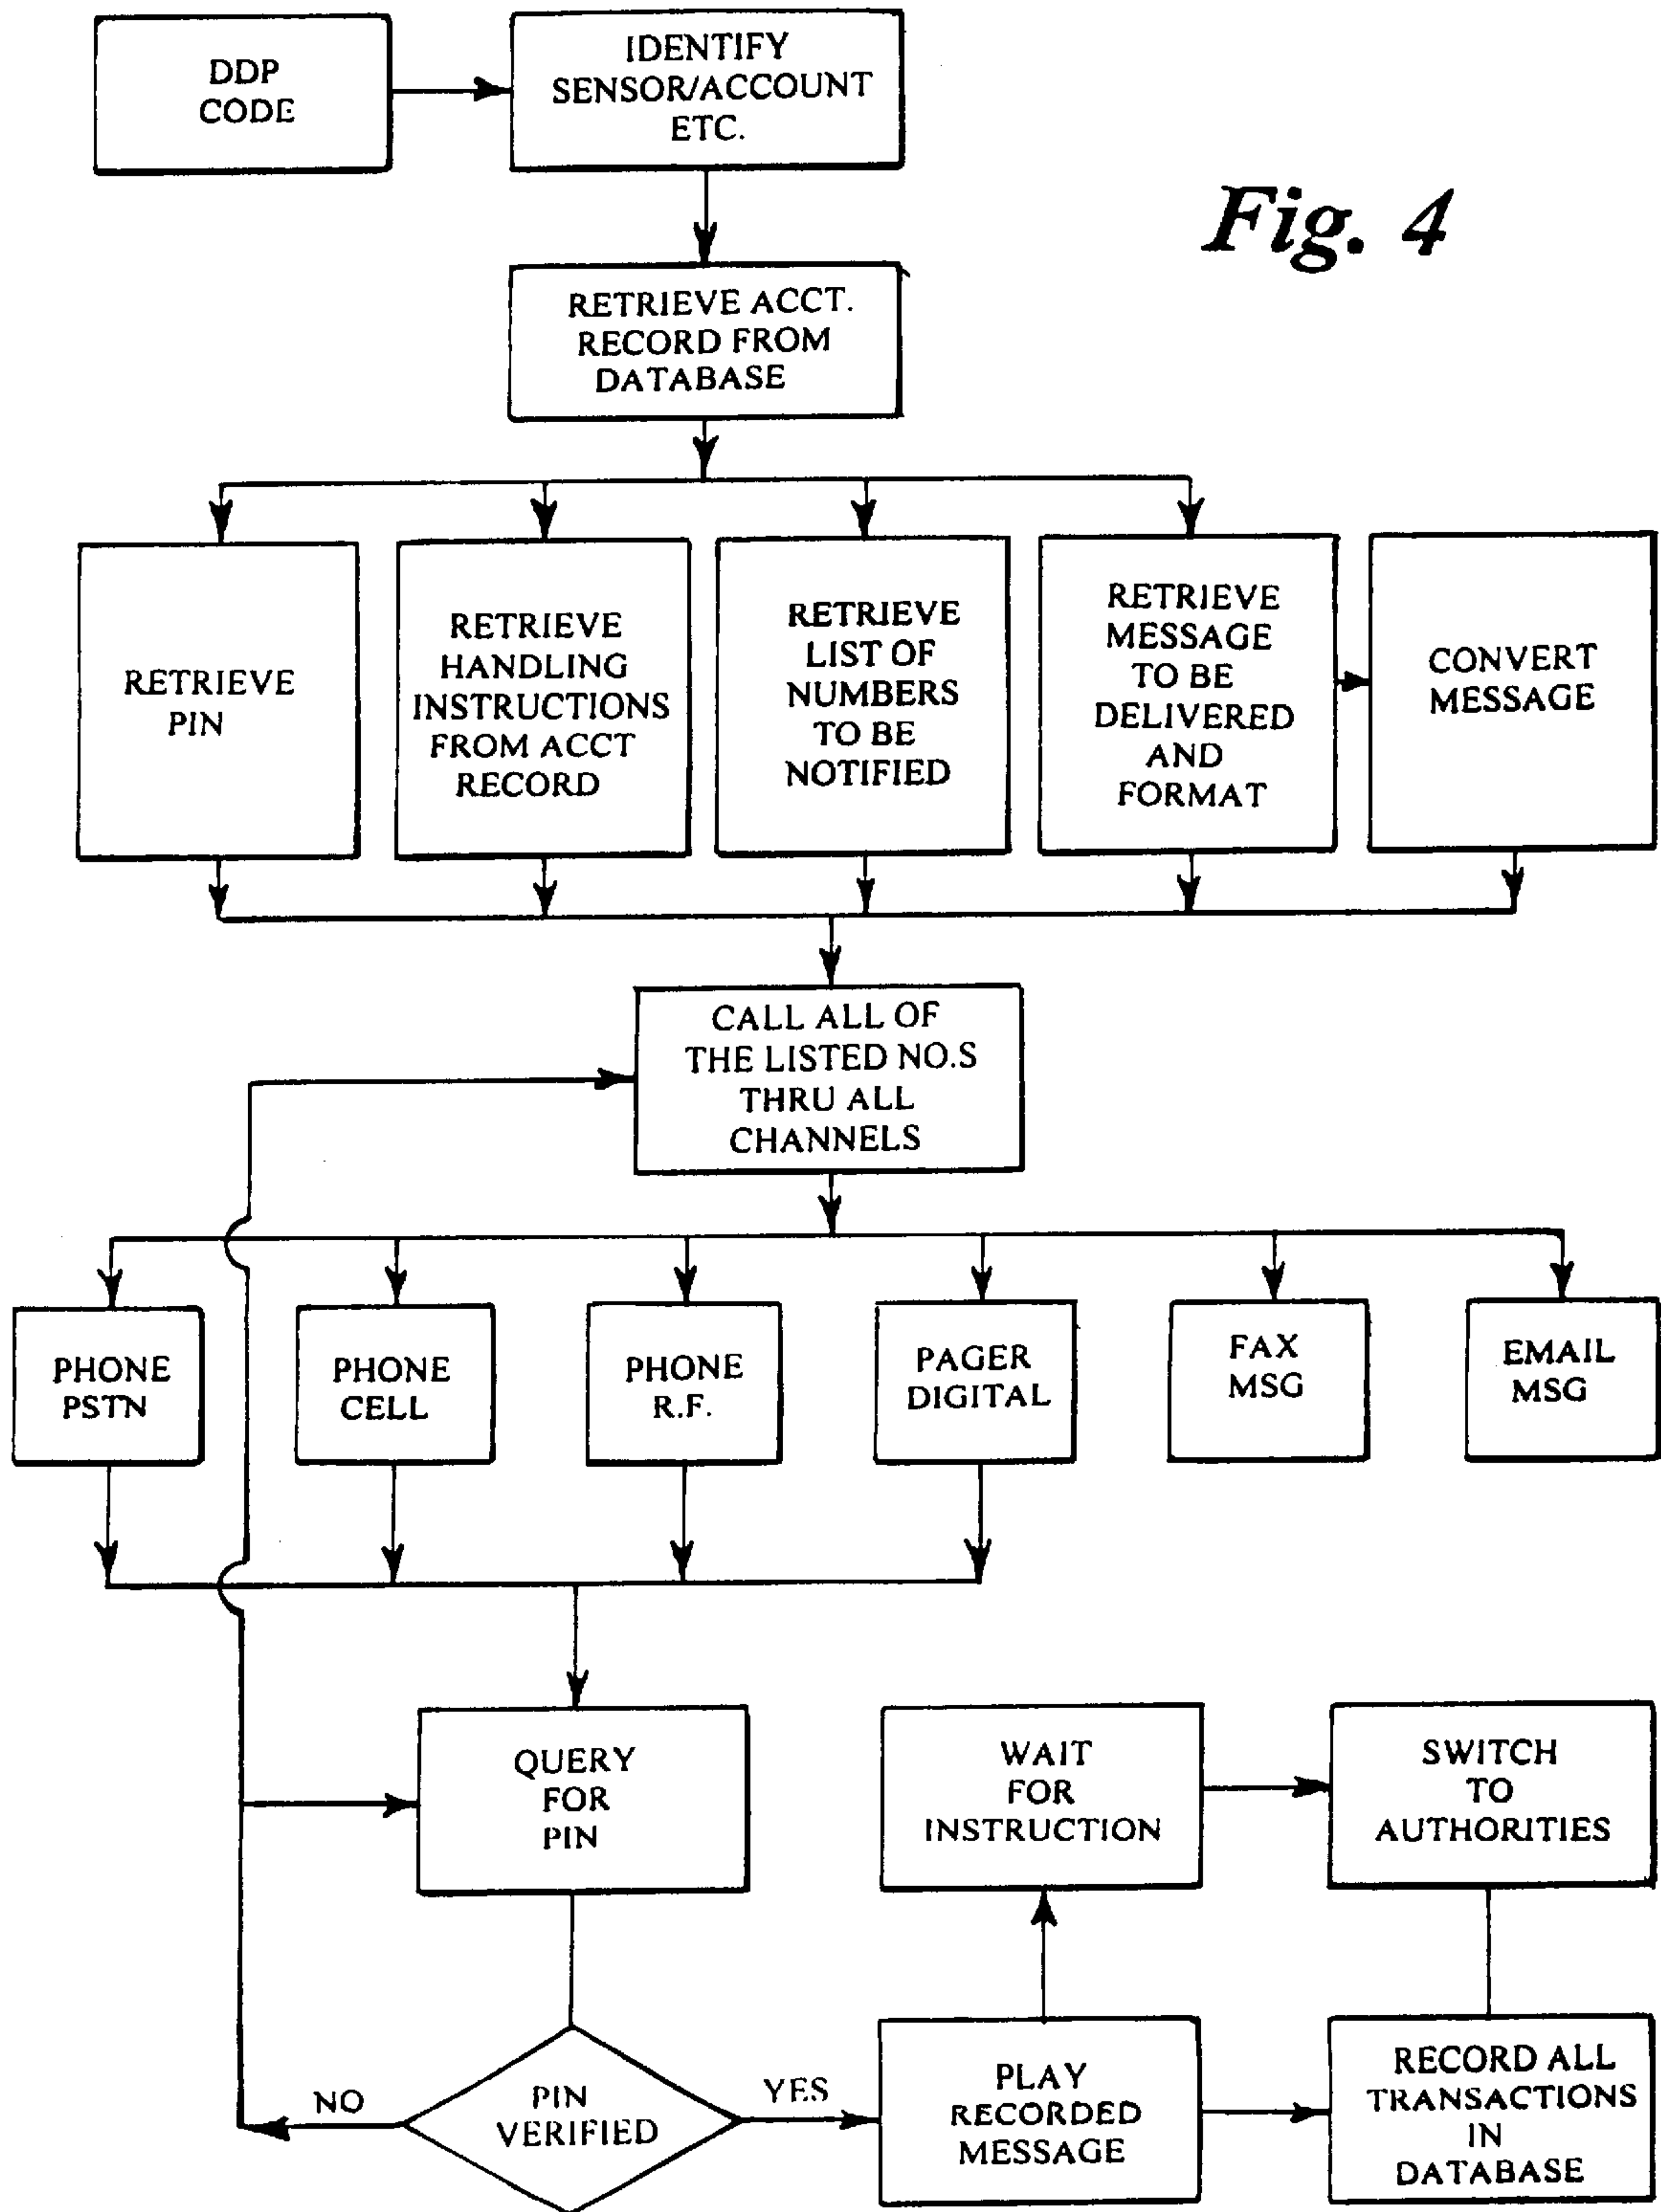 DDP
CODE
IDENTIFY
SENSOR/ACCOUNT
ETC.
Fig. 4
RETRIEVE ACCT.
RECORD FROM
DATABASE
RETRIEVE
PIN
RETRIEVE
HANDLING
INSTRUCTIONS
FROM ACCT
RECORD
RETRIEVE
LIST OF
NUMBERS
TO BE
NOTIFIED
RETRIEVE
MESSAGE
TO BE
DELIVERED
AND
FORMAT
CONVERT
MESSAGE
CALL ALL OF
THE LISTED NO.S
THRU ALL
CHANNELS
PHONE
PSTN
PHONE
CELL
PHONE
R.F.
PAGER
DIGITAL
FAX
MSG
EMAIL
MSG
QUERY
FOR
PIN
WAIT
FOR
INSTRUCTION
SWITCH
TO
AUTHORITIES
NO
PIN
VERIFIED
YES
PLAY
RECORDED
MESSAGE
RECORD ALL
TRANSACTIONS
IN
DATABASE